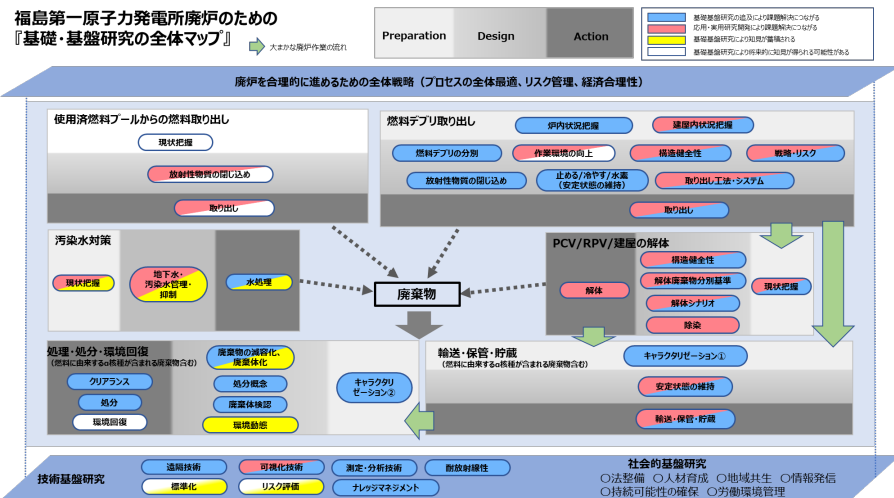 福島第一原子力発電所廃炉のための
『基礎・基盤研究の全体マップ』
大まかな廃炉作業の流れ
Preparation
Design
Action
基礎基盤研究の追及により課題解決につながる
応用・実用研究開発により課題解決につながる
基礎基盤研究により知見が蓄積される
基礎基盤研究により将来的に知見が得られる可能性がある
廃炉を合理的に進めるための全体戦略（プロセスの全体最適、リスク管理、経済合理性）
使用済燃料プールからの燃料取り出し
現状把握
放射性物質の閉じ込め
取り出し
燃料デブリ取り出し
炉内状況把握
建屋内状況把握
燃料デブリの分別
作業環境の向上
構造健全性
戦略・リスク
放射性物質の閉じ込め
止める/冷やす/水素
（安定状態の維持）
取り出し工法・システム
取り出し
汚染水対策
現状把握
地下水・
汚染水管理・
抑制
水処理
廃棄物
PCV/RPV/建屋の解体
解体
構造健全性
解体廃棄物分別基準
解体シナリオ
除染
現状把握
処理・処分・環境回復
（燃料に由来するα核種が含まれる廃棄物含む）
クリアランス
処分
環境回復
廃棄物の減容化、
廃棄体化
処分概念
廃棄体検認
環境動態
キャラクタリ
ゼーション②
輸送・保管・貯蔵
（燃料に由来するα核種が含まれる廃棄物含む）
キャラクタリゼーション①
安定状態の維持
輸送・保管・貯蔵
技術基盤研究
遠隔技術
可視化技術
測定・分析技術
耐放射線性
標準化
リスク評価
ナレッジマネジメント
社会的基盤研究
〇法整備 〇人材育成 〇地域共生 〇情報発信
〇持続可能性の確保 〇労働環境管理